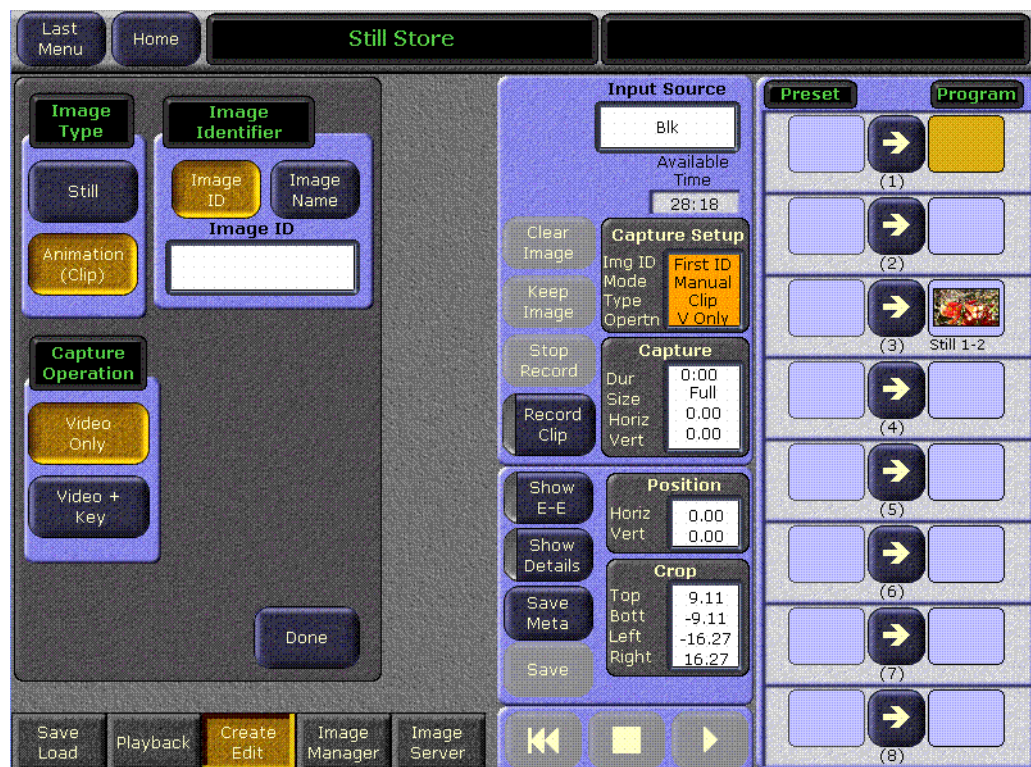 Last
Menu
Home
Still Store
Image
Type
Still
Animation
(Clip)
Image
Identifier
Image
ID
Image
Name
Image ID
Capture
Operation
Video
Only
Video +
Key
Done
Input Source
Blk
Available
Time
28:18
Clear
Image
Keep
Image
Stop
Record
Record
Clip
Capture Setup
Img ID First ID
Mode Manual
Type Clip
Opertn V Only
Capture
Dur 0:00
Size Full
Horiz 0.00
Vert 0.00
Show
E-E
Show
Details
Save
Meta
Save
Position
Horiz 0.00
Vert 0.00
Crop
Top 9.11
Bott -9.11
Left -16.27
Right 16.27
Preset
Program
(1)
(2)
(3)
Still 1-2
(4)
(5)
(6)
(7)
(8)
Save
Load
Playback
Create
Edit
Image
Manager
Image
Server